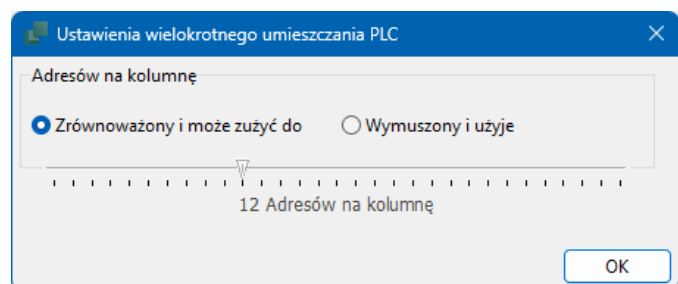 Ustawienia wielokrotnego umieszczania PLC
Adresów na kolumnę
Zrównoważony i może zużyć do Wymuszony i użyje
12 Adresów na kolumnę
OK